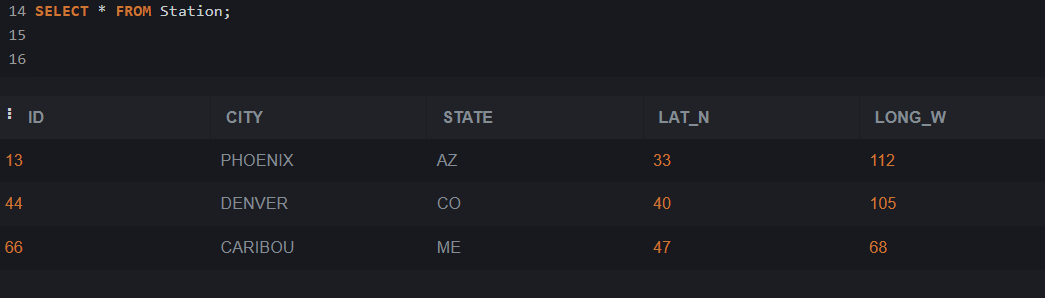 14 SELECT * FROM Station;
15
16
ID CITY STATE LAT_N LONG_W
13 PHOENIX AZ 33 112
44 DENVER CO 40 105
66 CARIBOU ME 47 68